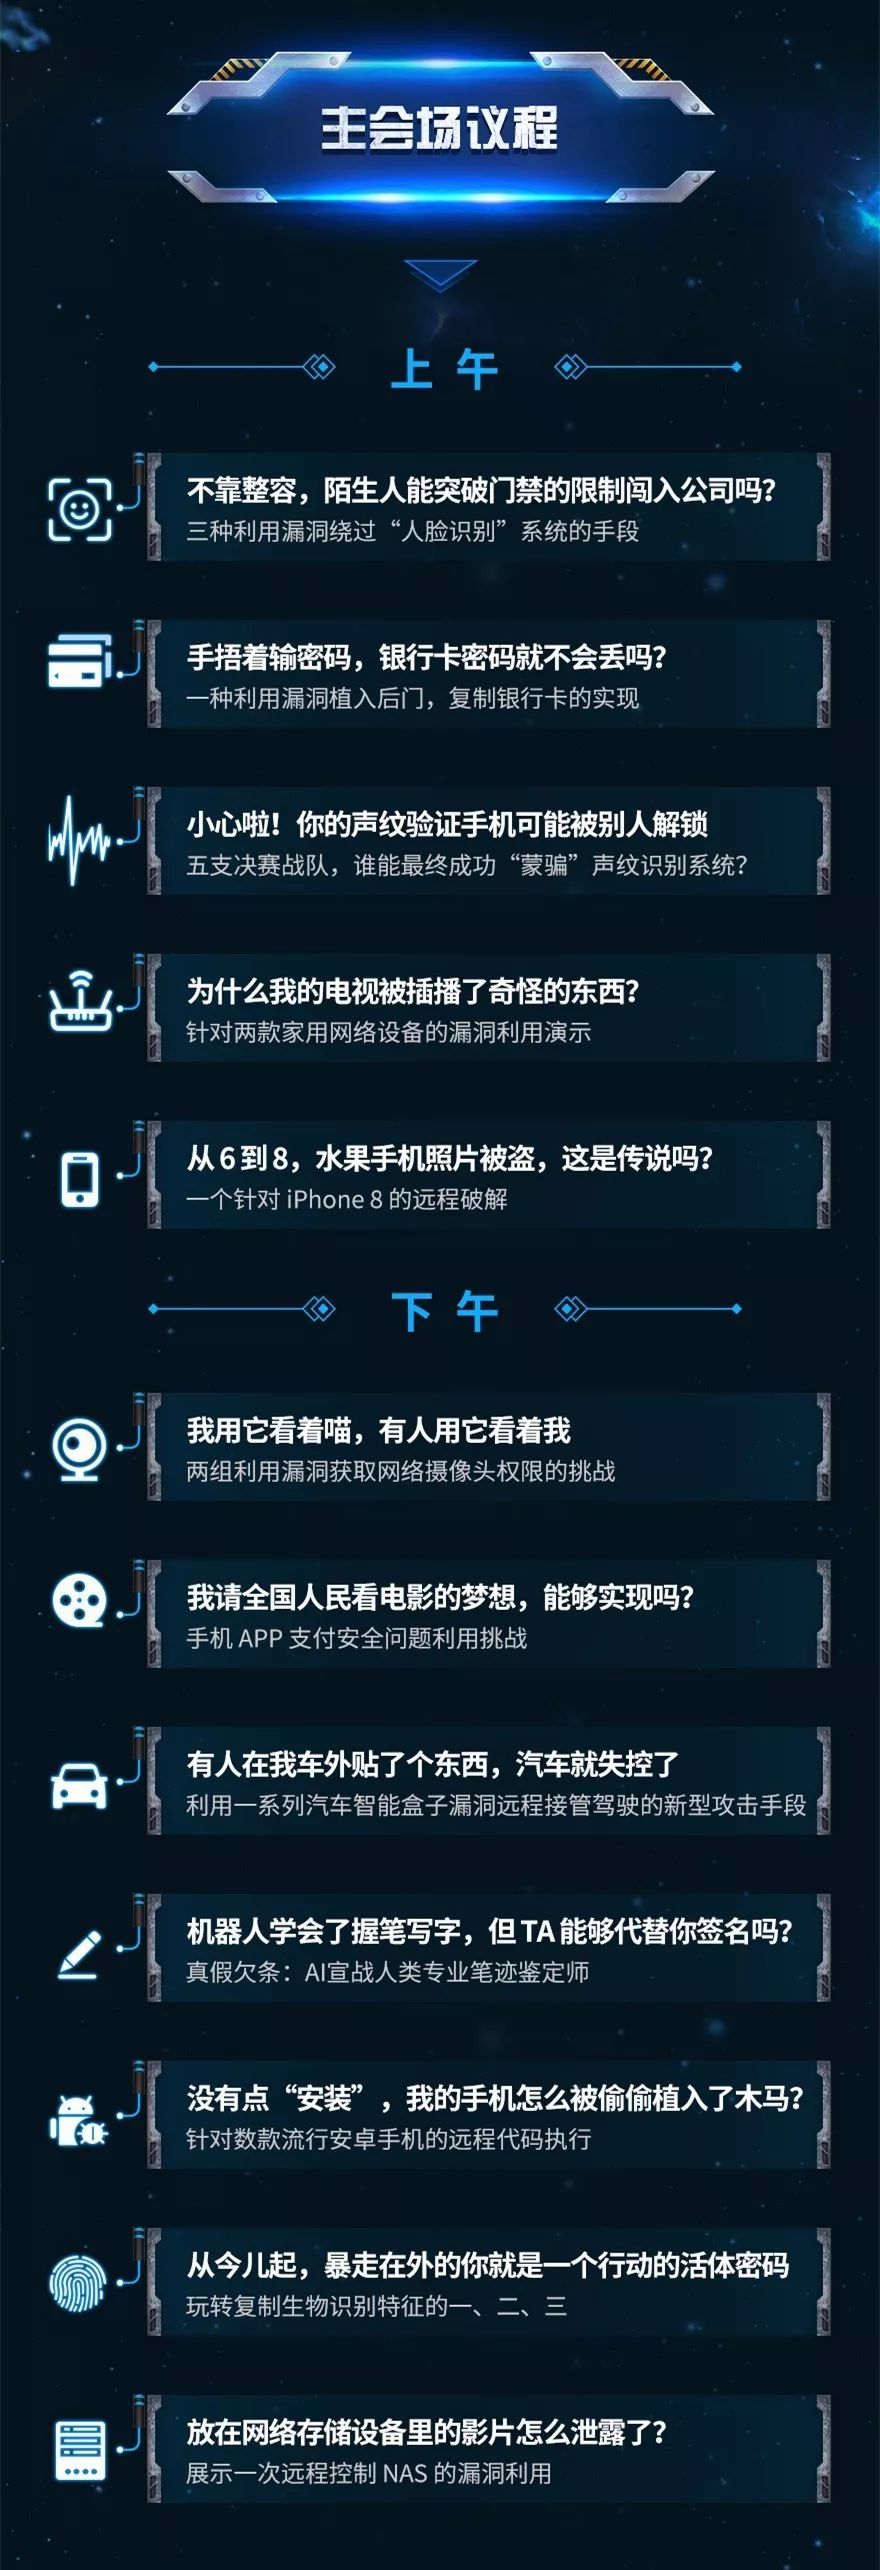 主会场议程
上午
不靠整容，陌生人能突破门禁的限制闯入公司吗？
三种利用漏洞绕过“人脸识别”系统的手段
手捂着输密码，银行卡密码就不会丢吗？
一种利用漏洞植入后门，复制银行卡的实现
小心啦！你的声纹验证手机可能被别人解锁
五支决赛战队，谁能最终成功“蒙骗”声纹识别系统？
为什么我的电视被插播了奇怪的东西？
针对两款家用网络设备的漏洞利用演示
从6到8，水果手机照片被盗，这是传说吗？
一个针对 iPhone 8 的远程破解
下午
我用它看着喵，有人用它看着我
两组利用漏洞获取网络摄像头权限的挑战
我请全国人民看电影的梦想，能够实现吗？
手机 APP 支付安全问题利用挑战
有人在我车外贴了个东西，汽车就失控了
利用一系列汽车智能盒子漏洞远程接管驾驶的新型攻击手段
机器人学会了握笔写字，但TA能够代替你签名吗？
真假欠条：AI宣战人类专业笔迹鉴定师
没有点“安装”，我的手机怎么被偷偷植入了木马？
针对数款流行安卓手机的远程代码执行
从今儿起，暴走在外的你就是一个行动的活体密码
玩转复制生物识别特征的一、二、三
放在网络存储设备里的影片怎么泄露了？
展示一次远程控制 NAS 的漏洞利用